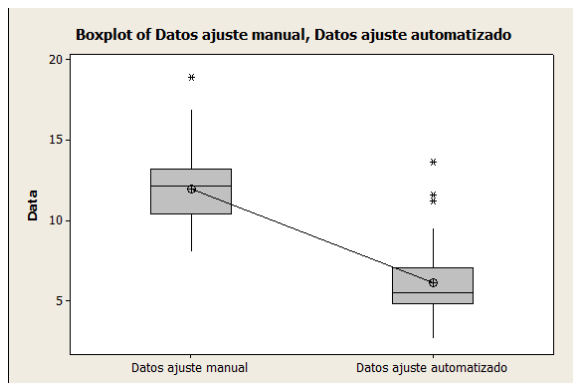 Boxplot of Datos ajuste manual, Datos ajuste automatizado
20
15
10
5
Data
Datos ajuste manual
Datos ajuste automatizado